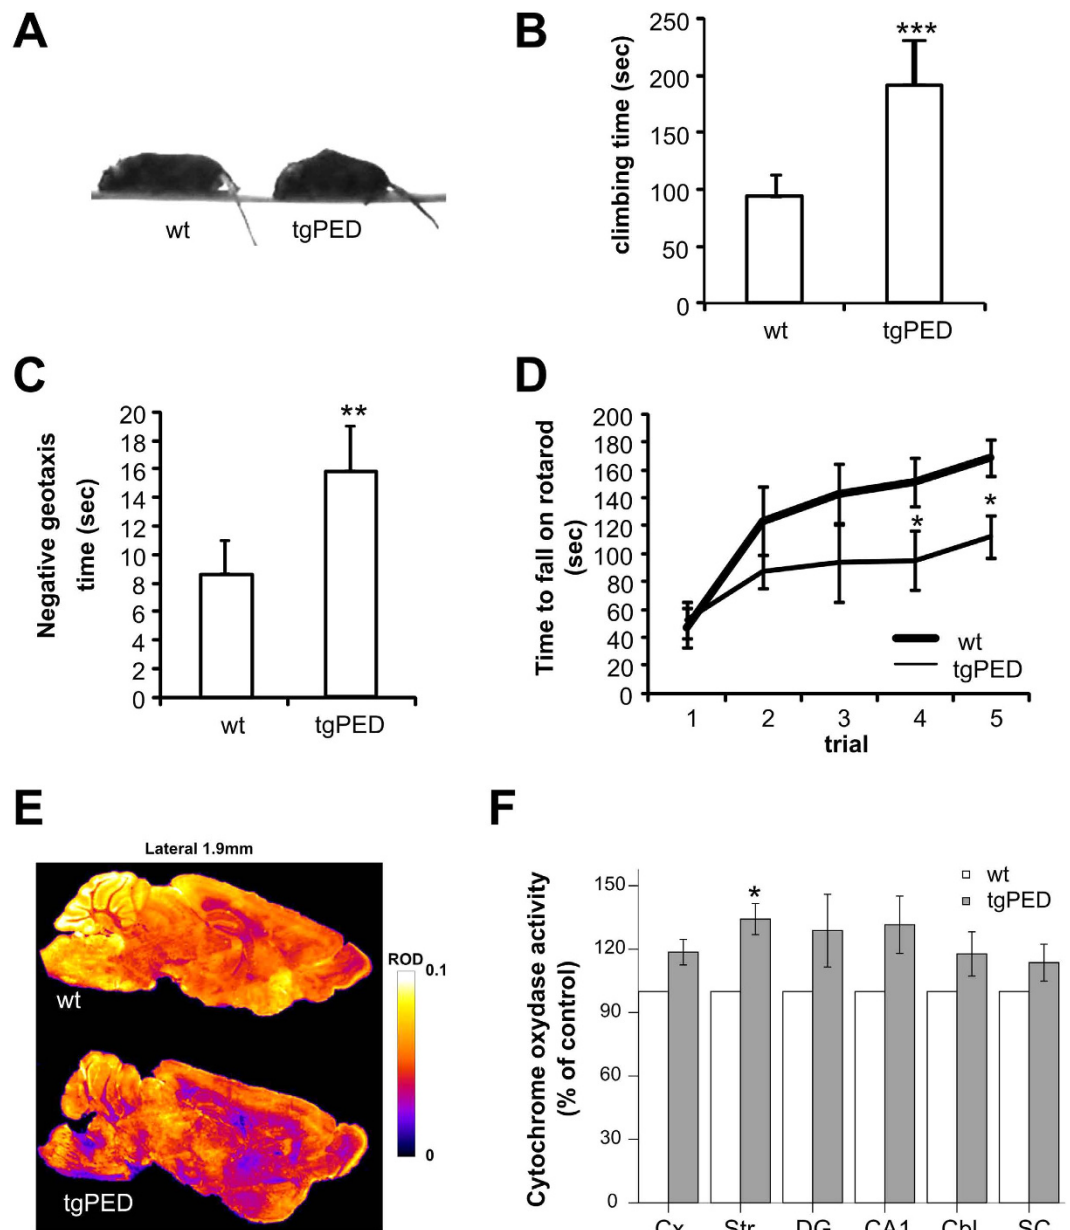 A
wt
tgPED
B
climbing time (sec)
250
200
150
100
50
0
***
wt
tgPED
C
Negative geotaxis
time (sec)
20
18
16
14
12
10
8
6
4
2
0
**
wt
tgPED
D
Time to fall on rotarod
(sec)
200
180
160
140
120
100
80
60
40
20
0
*
*
wt
tgPED
1 2 3 4 5
trial
E
Lateral 1.9mm
wt
tgPED
ROD
0.1
0
F
Cytochrome oxydase activity
(% of control)
150
120
90
60
30
0
*
wt
tgPED
Cx Str DG CA1 Cbl SC